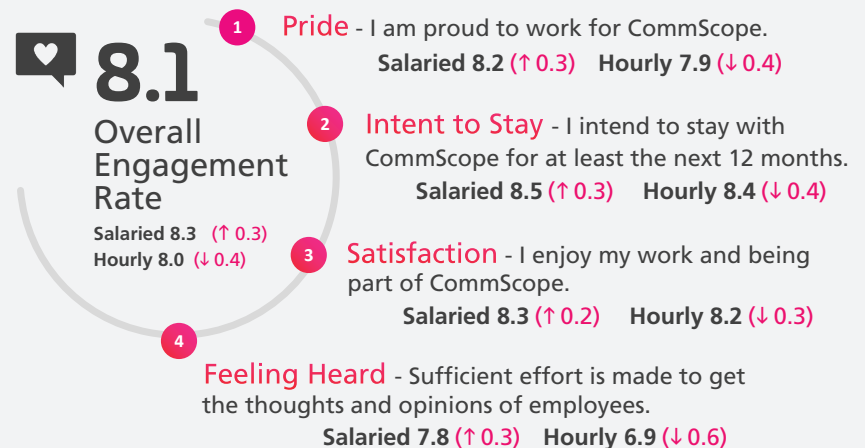 8.1
Overall
Engagement
Rate
Salaried 8.3 (↑ 0.3)
Hourly 8.0 (↓ 0.4)
1
Pride - I am proud to work for CommScope.
Salaried 8.2 (↑ 0.3) Hourly 7.9 (↓ 0.4)
2
Intent to Stay - I intend to stay with
CommScope for at least the next 12 months.
Salaried 8.5 (↑ 0.3) Hourly 8.4 (↓ 0.4)
3
Satisfaction - I enjoy my work and being
part of CommScope.
Salaried 8.3 (↑ 0.2) Hourly 8.2 (↓ 0.3)
4
Feeling Heard - Sufficient effort is made to get
the thoughts and opinions of employees.
Salaried 7.8 (↑ 0.3) Hourly 6.9 (↓ 0.6)